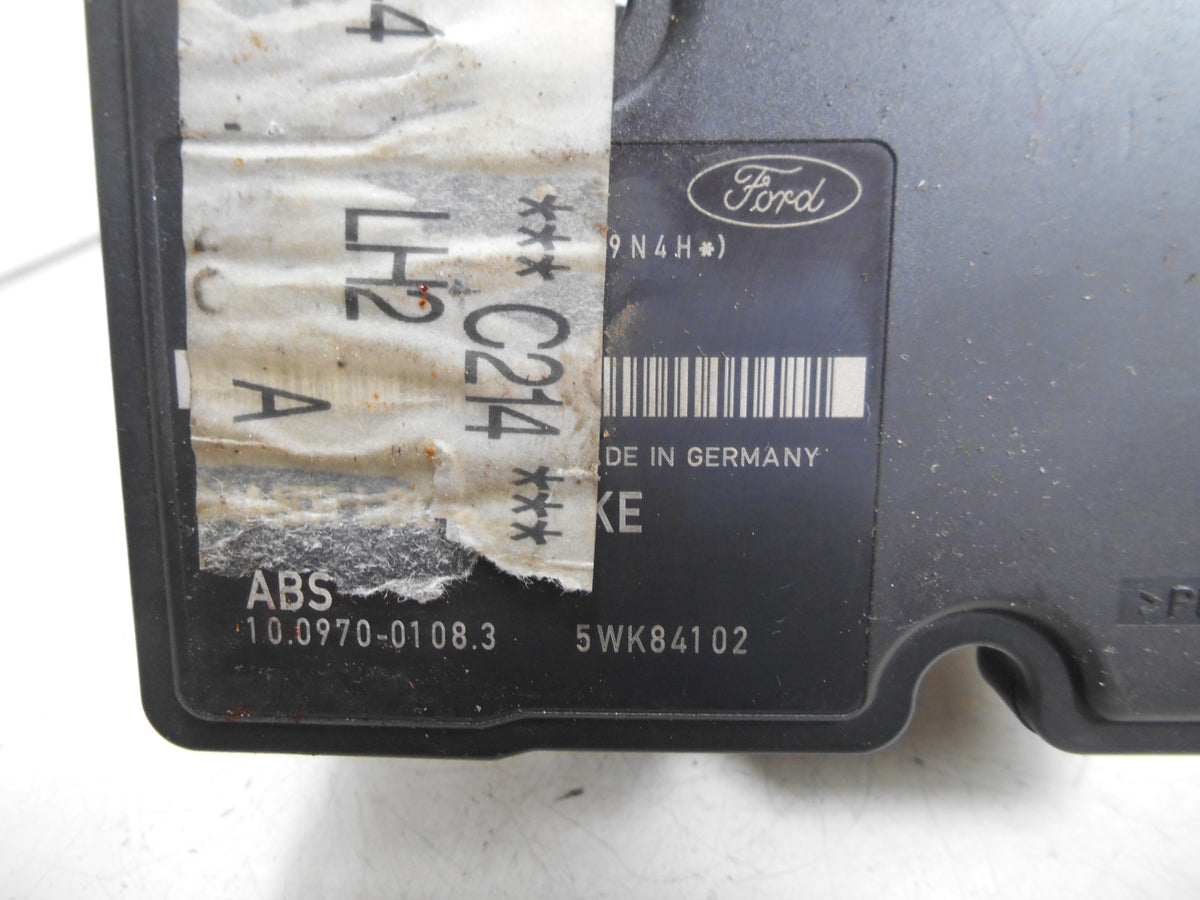 Ford
9N4H*)
*** C214 ***
LH2
A
DE IN GERMANY
KE
ABS
10.0970-0108.3 5WK84102
>P